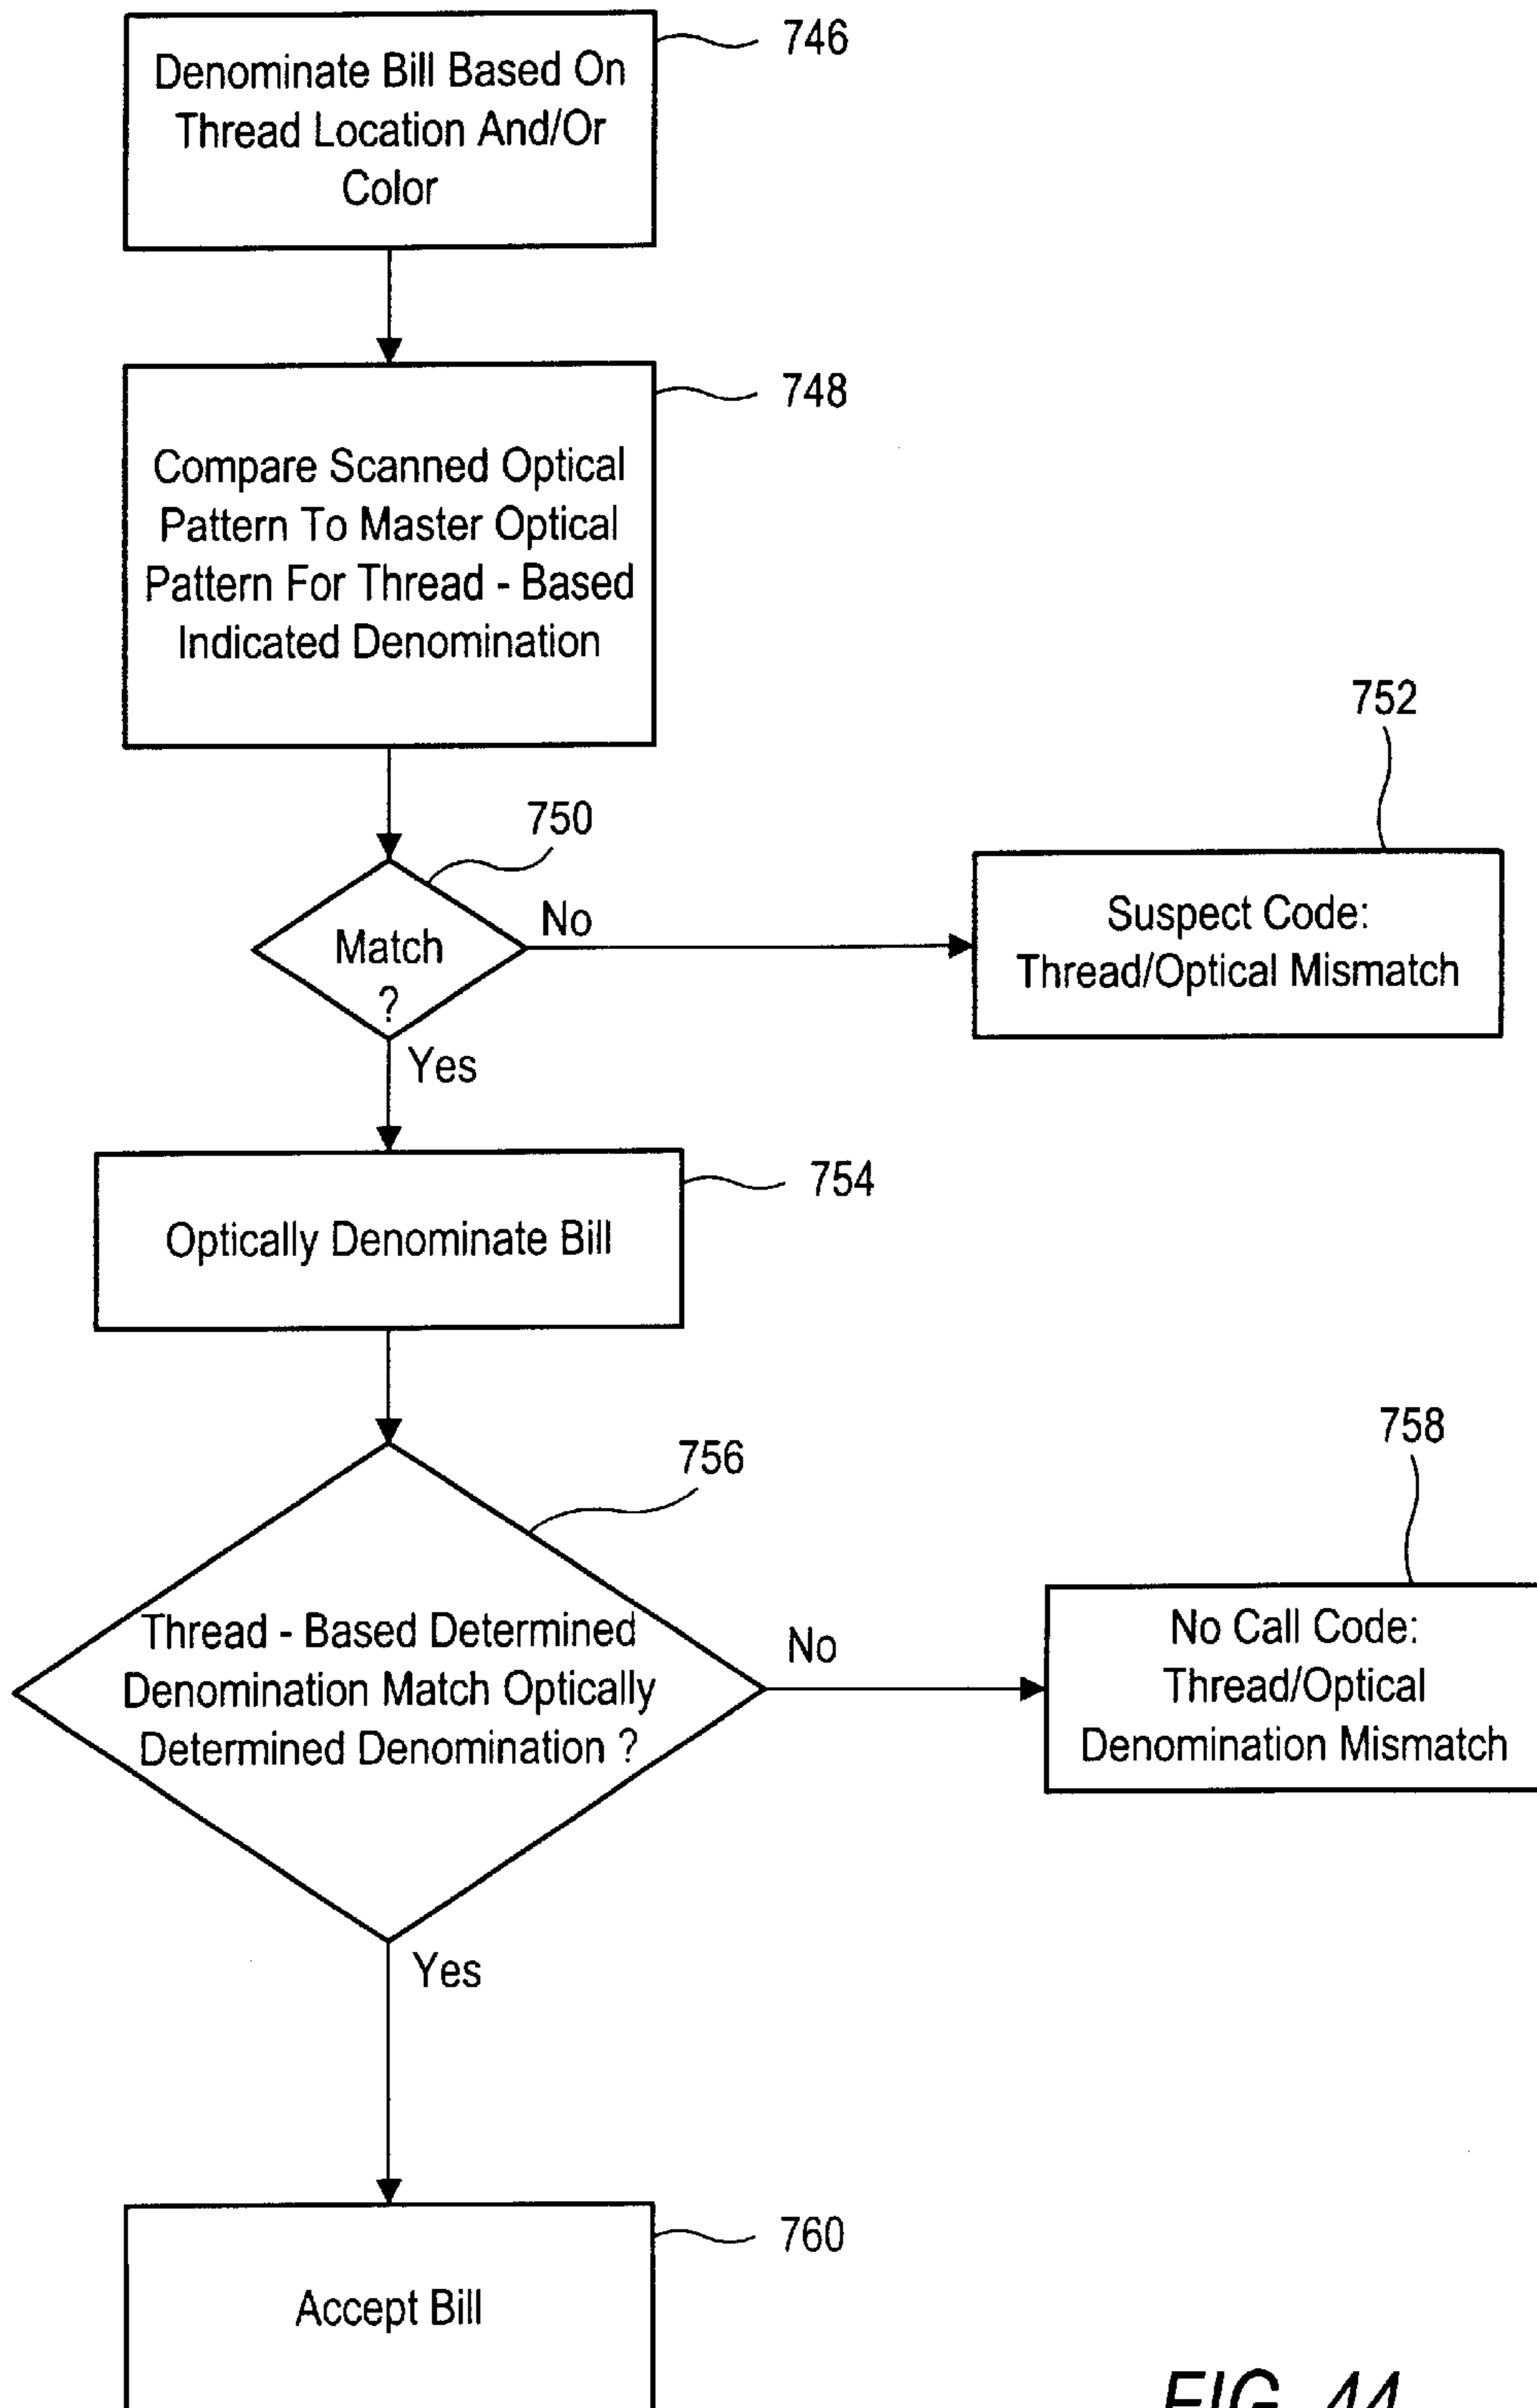 746
Denominate Bill Based On
Thread Location And/Or
Color
748
Compare Scanned Optical
Pattern To Master Optical
Pattern For Thread - Based
Indicated Denomination
750
Match
?
No
Yes
752
Suspect Code:
Thread/Optical Mismatch
754
Optically Denominate Bill
756
Thread - Based Determined
Denomination Match Optically
Determined Denomination ?
No
Yes
758
No Call Code:
Thread/Optical
Denomination Mismatch
760
Accept Bill
FIG. 44